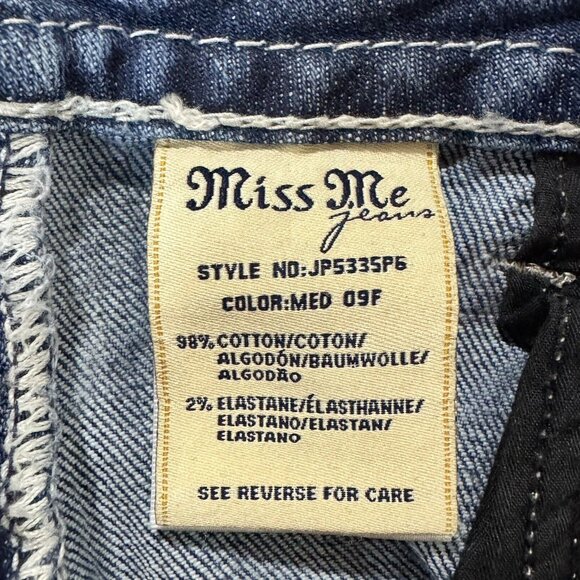 Miss Me
jeans
STYLE NO:JP5335P6
COLOR:MED 09F
98% COTTON/COTON/
ALGODÓN/BAUMWOLLE/
ALGODÃO
2% ELASTANE/ÉLASTHANNE/
ELASTANO/ELASTAN/
ELASTANO
SEE REVERSE FOR CARE